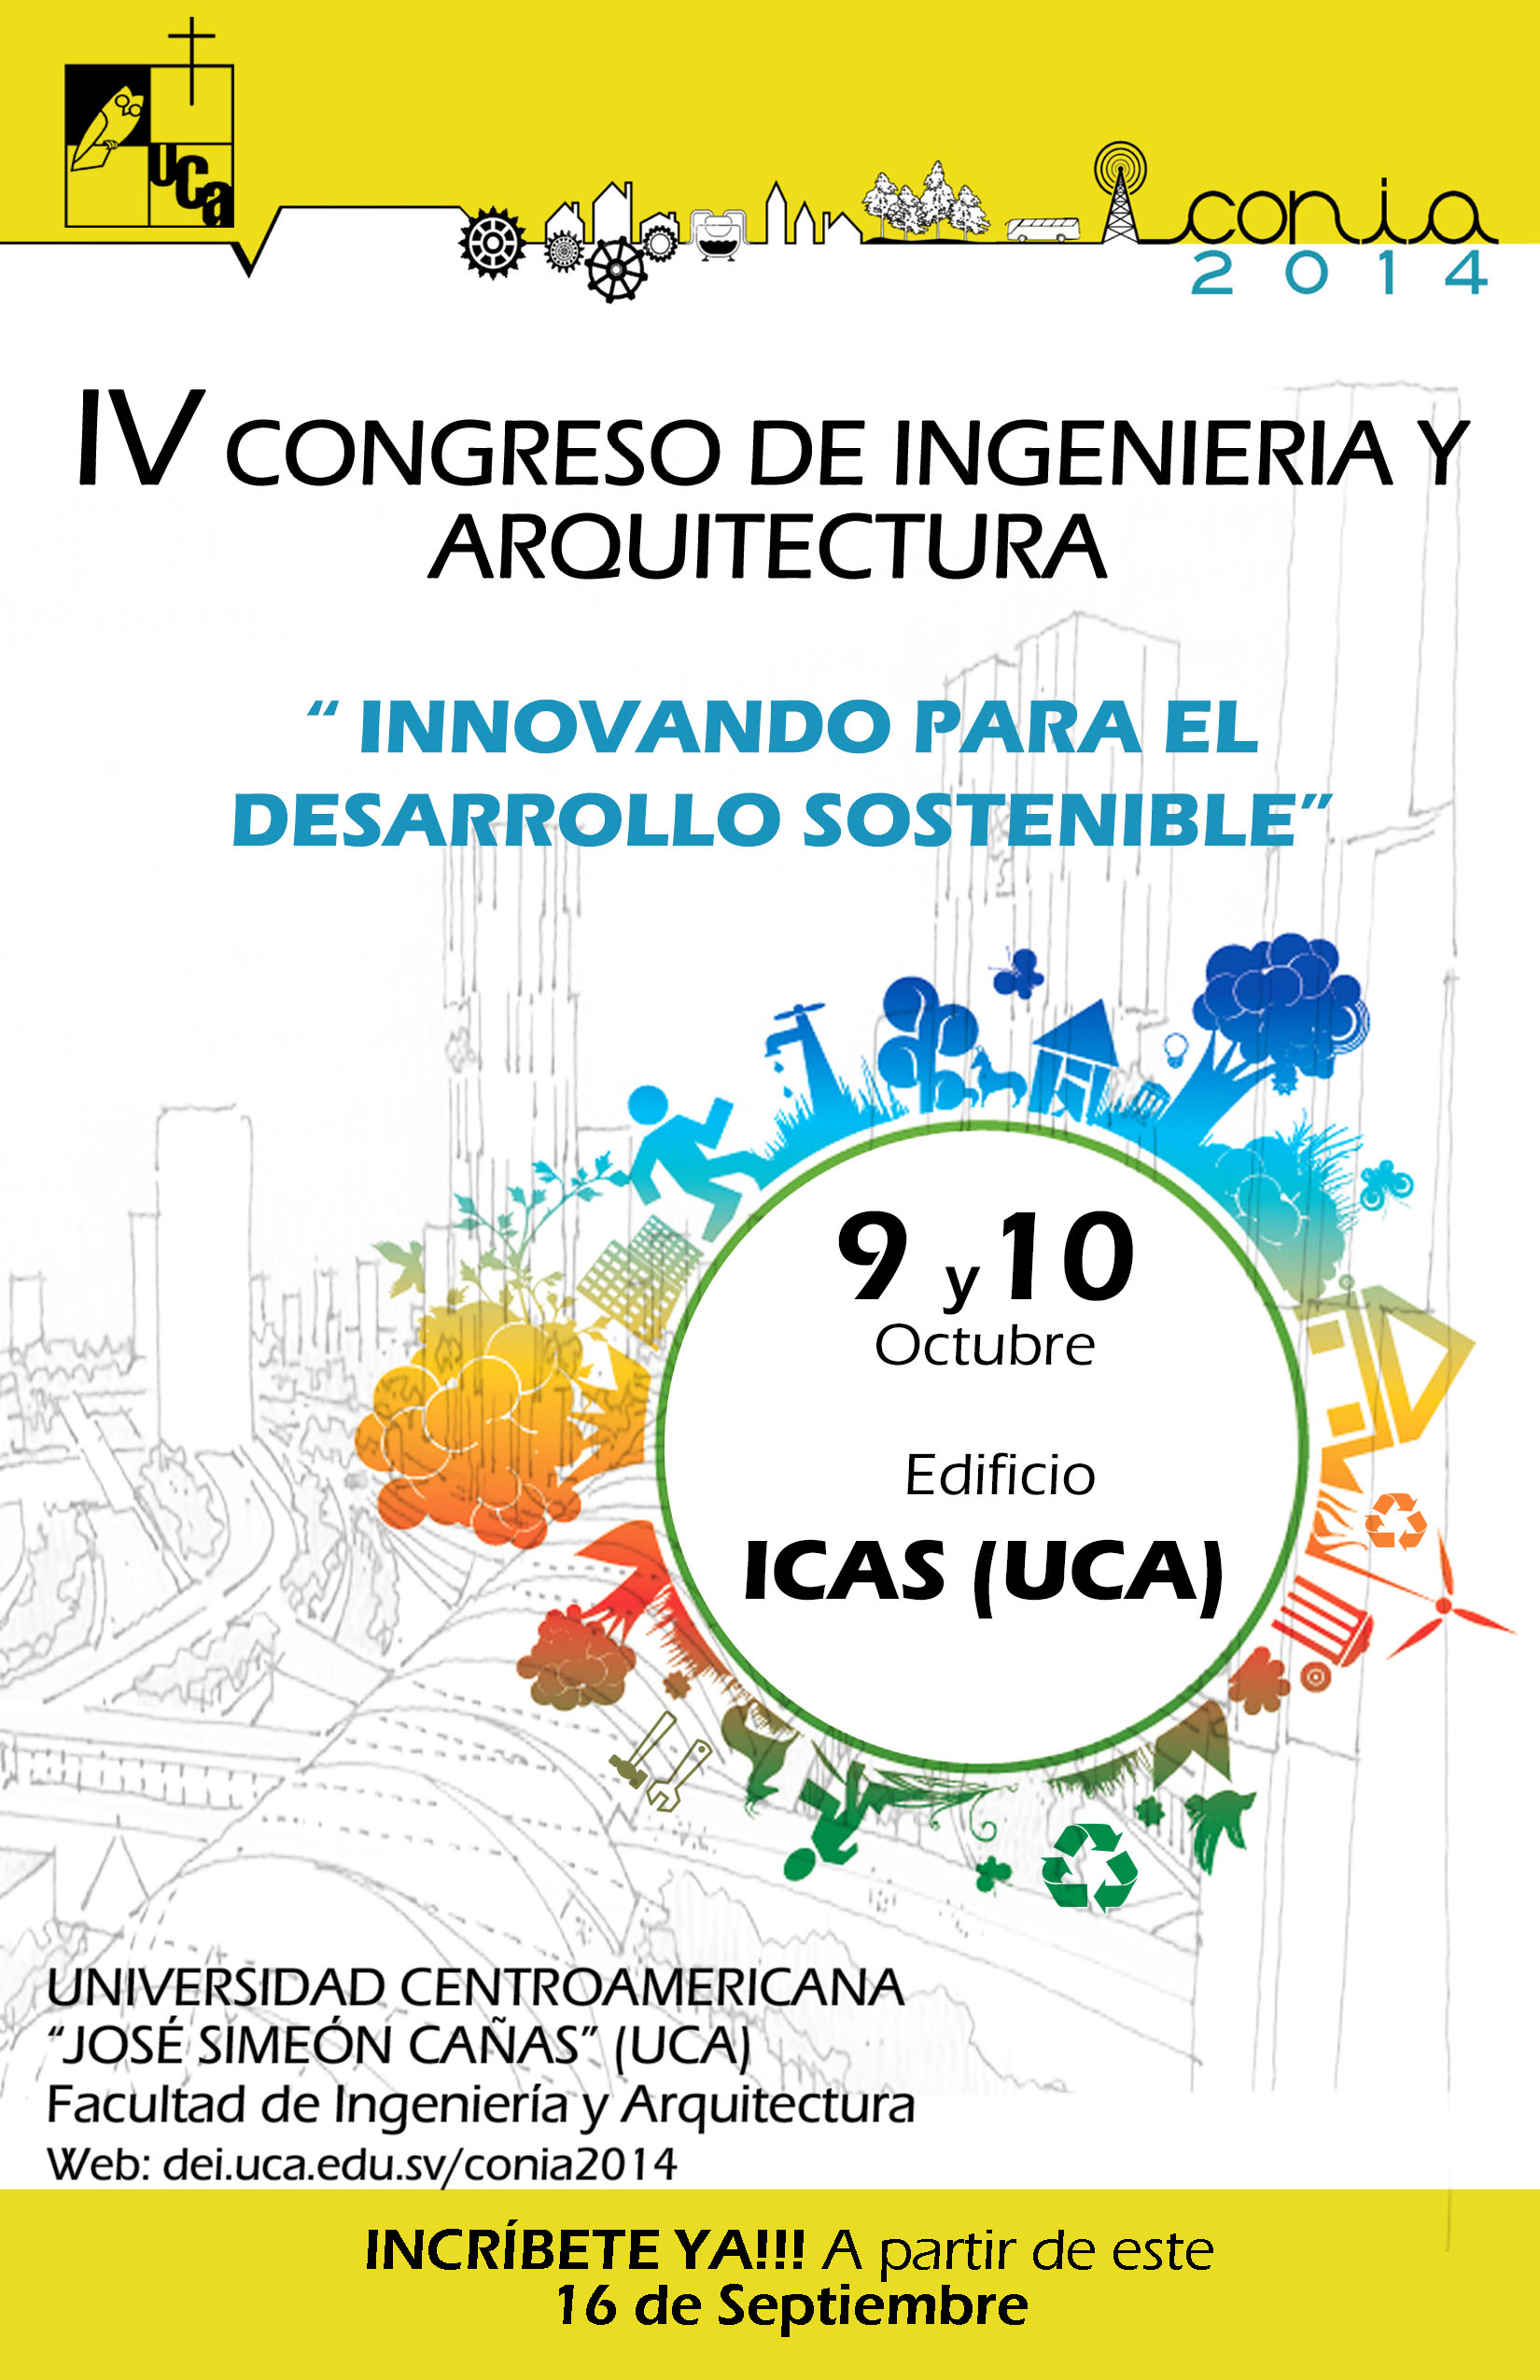 uca
conia
2014
IV CONGRESO DE INGENIERIA Y
ARQUITECTURA
“ INNOVANDO PARA EL
DESARROLLO SOSTENIBLE”
9 y 10
Octubre
Edificio
ICAS (UCA)
UNIVERSIDAD CENTROAMERICANA
“JOSÉ SIMEÓN CAÑAS” (UCA)
Facultad de Ingeniería y Arquitectura
Web: dei.uca.edu.sv/conia2014
INCRÍBETE YA!!! A partir de este
16 de Septiembre